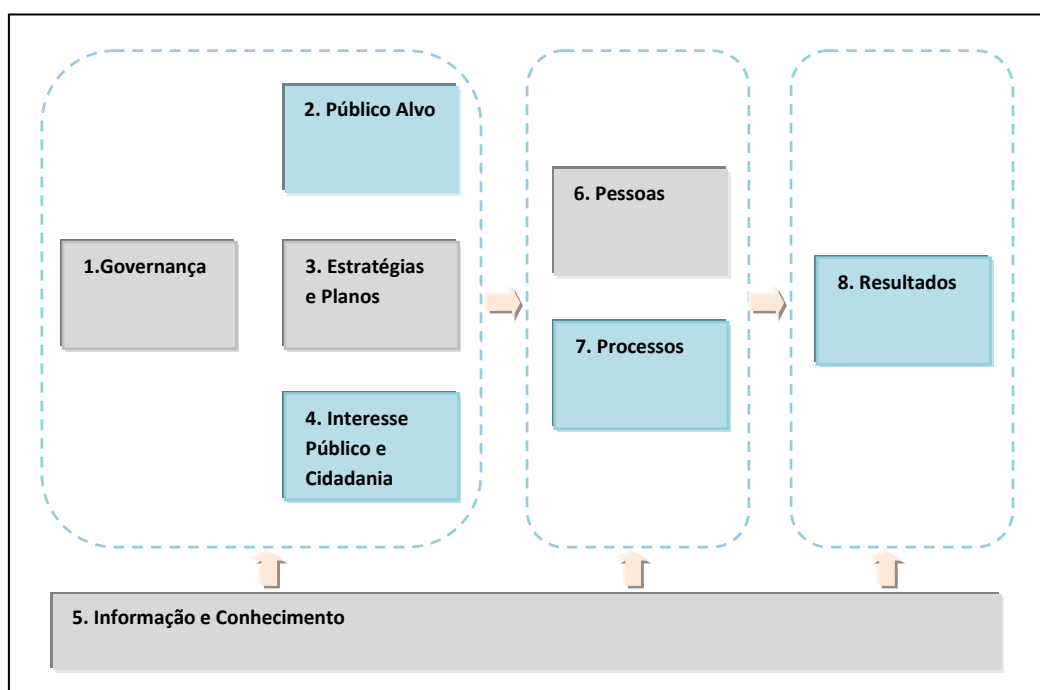 2. Público Alvo
1.Governança
3. Estratégias
e Planos
4. Interesse
Público e
Cidadania
6. Pessoas
7. Processos
8. Resultados
5. Informação e Conhecimento